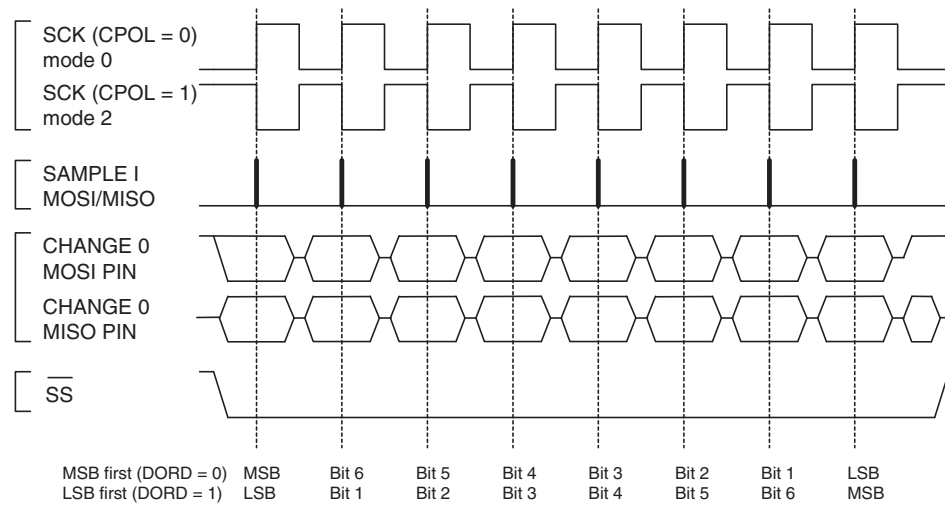 SCK (CPOL = 0)
mode 0
SCK (CPOL = 1)
mode 2
SAMPLE I
MOSI/MISO
CHANGE 0
MOSI PIN
CHANGE 0
MISO PIN
SS
MSB first (DORD = 0) MSB Bit 6 Bit 5 Bit 4 Bit 3 Bit 2 Bit 1 LSB
LSB first (DORD = 1) LSB Bit 1 Bit 2 Bit 3 Bit 4 Bit 5 Bit 6 MSB